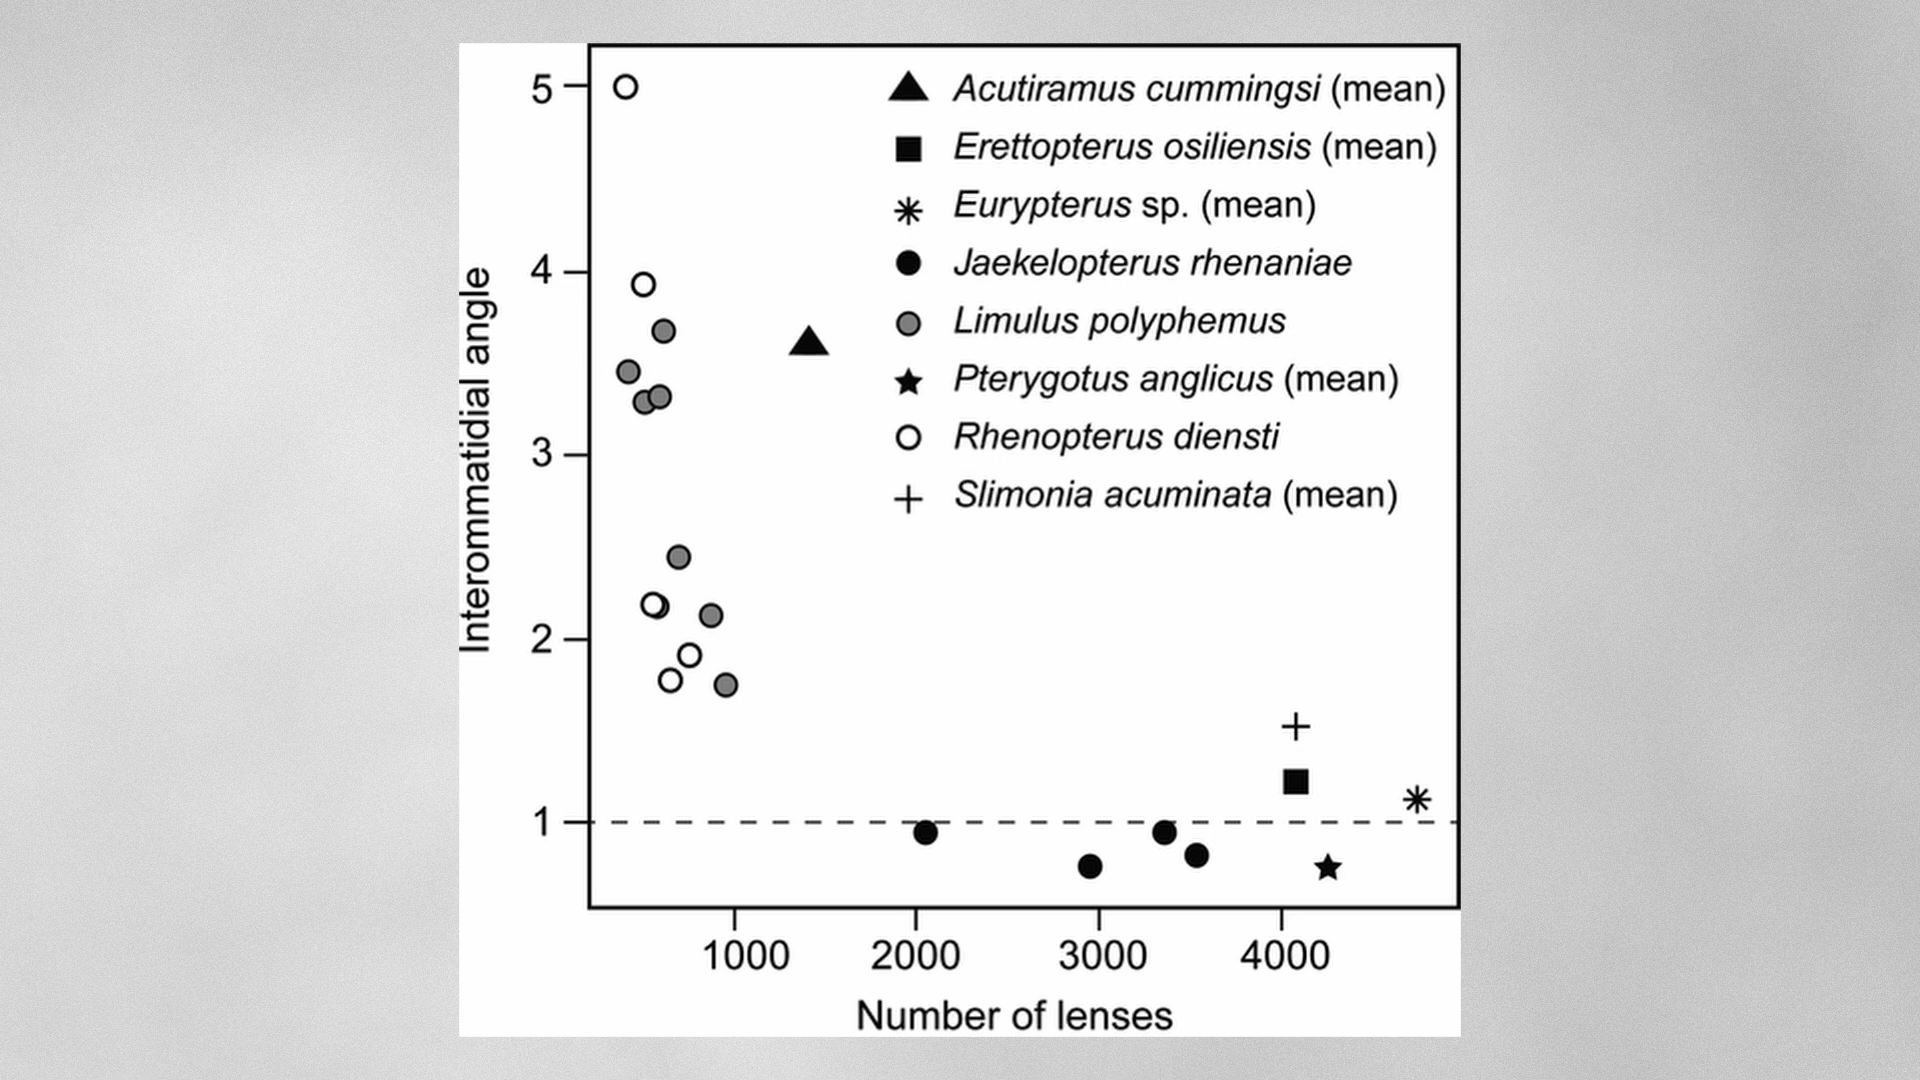 5
4
3
2
1
Interommatidial angle
Acutiramus cummingsi (mean)
Erettopterus osiliensis (mean)
Eurypterus sp. (mean)
Jaekelopterus rhenaniae
Limulus polyphemus
Pterygotus anglicus (mean)
Rhenopterus diensti
Slimonia acuminata (mean)
1000 2000 3000 4000
Number of lenses